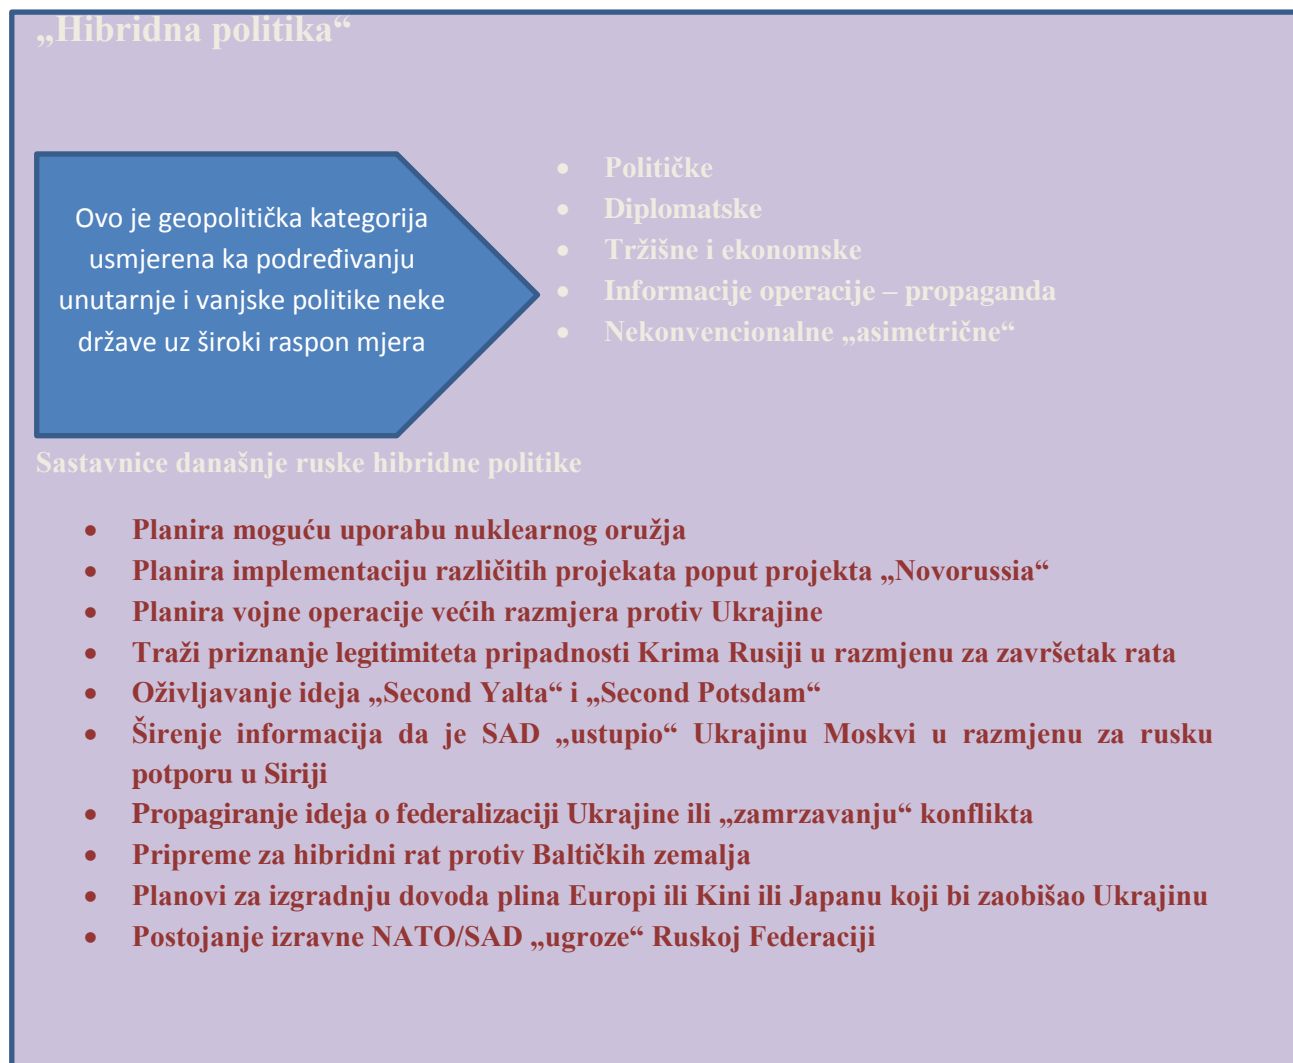 „Hibridna politika“
Ovo je geopolitička kategorija
usmjerena ka podređivanju
unutarnje i vanjske politike neke
države uz široki raspon mjera
• Političke
• Diplomatske
• Tržišne i ekonomske
• Informacije operacije – propaganda
• Nekonvencionalne „asimetrične“
Sastavnice današnje ruske hibridne politike
• Planira moguću uporabu nuklearnog oružja
• Planira implementaciju različitih projekata poput projekta „Novorussia“
• Planira vojne operacije većih razmjera protiv Ukrajine
• Traži priznanje legitimiteta pripadnosti Krima Rusiji u razmjenu za završetak rata
• Oživljavanje ideja „Second Yalta“ i „Second Potsdam“
• Širenje informacija da je SAD „ustupio“ Ukrajinu Moskvi u razmjenu za rusku
potporu u Siriji
• Propagiranje ideja o federalizaciji Ukrajine ili „zamrzavanju“ konflikta
• Pripreme za hibridni rat protiv Baltičkih zemalja
• Planovi za izgradnju dovoda plina Europi ili Kini ili Japanu koji bi zaobišao Ukrajinu
• Postojanje izravne NATO/SAD „ugroze“ Ruskoj Federaciji